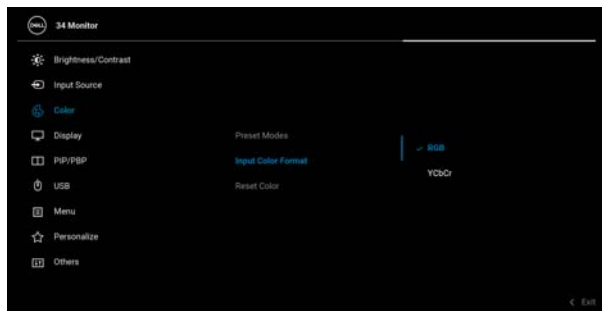 DELL
34 Monitor
Brightness/Contrast
Input Source
Color
Display
PIP/PBP
USB
Menu
Personalize
Others
Preset Modes
Input Color Format
Reset Color
RGB
YCbCr
Exit